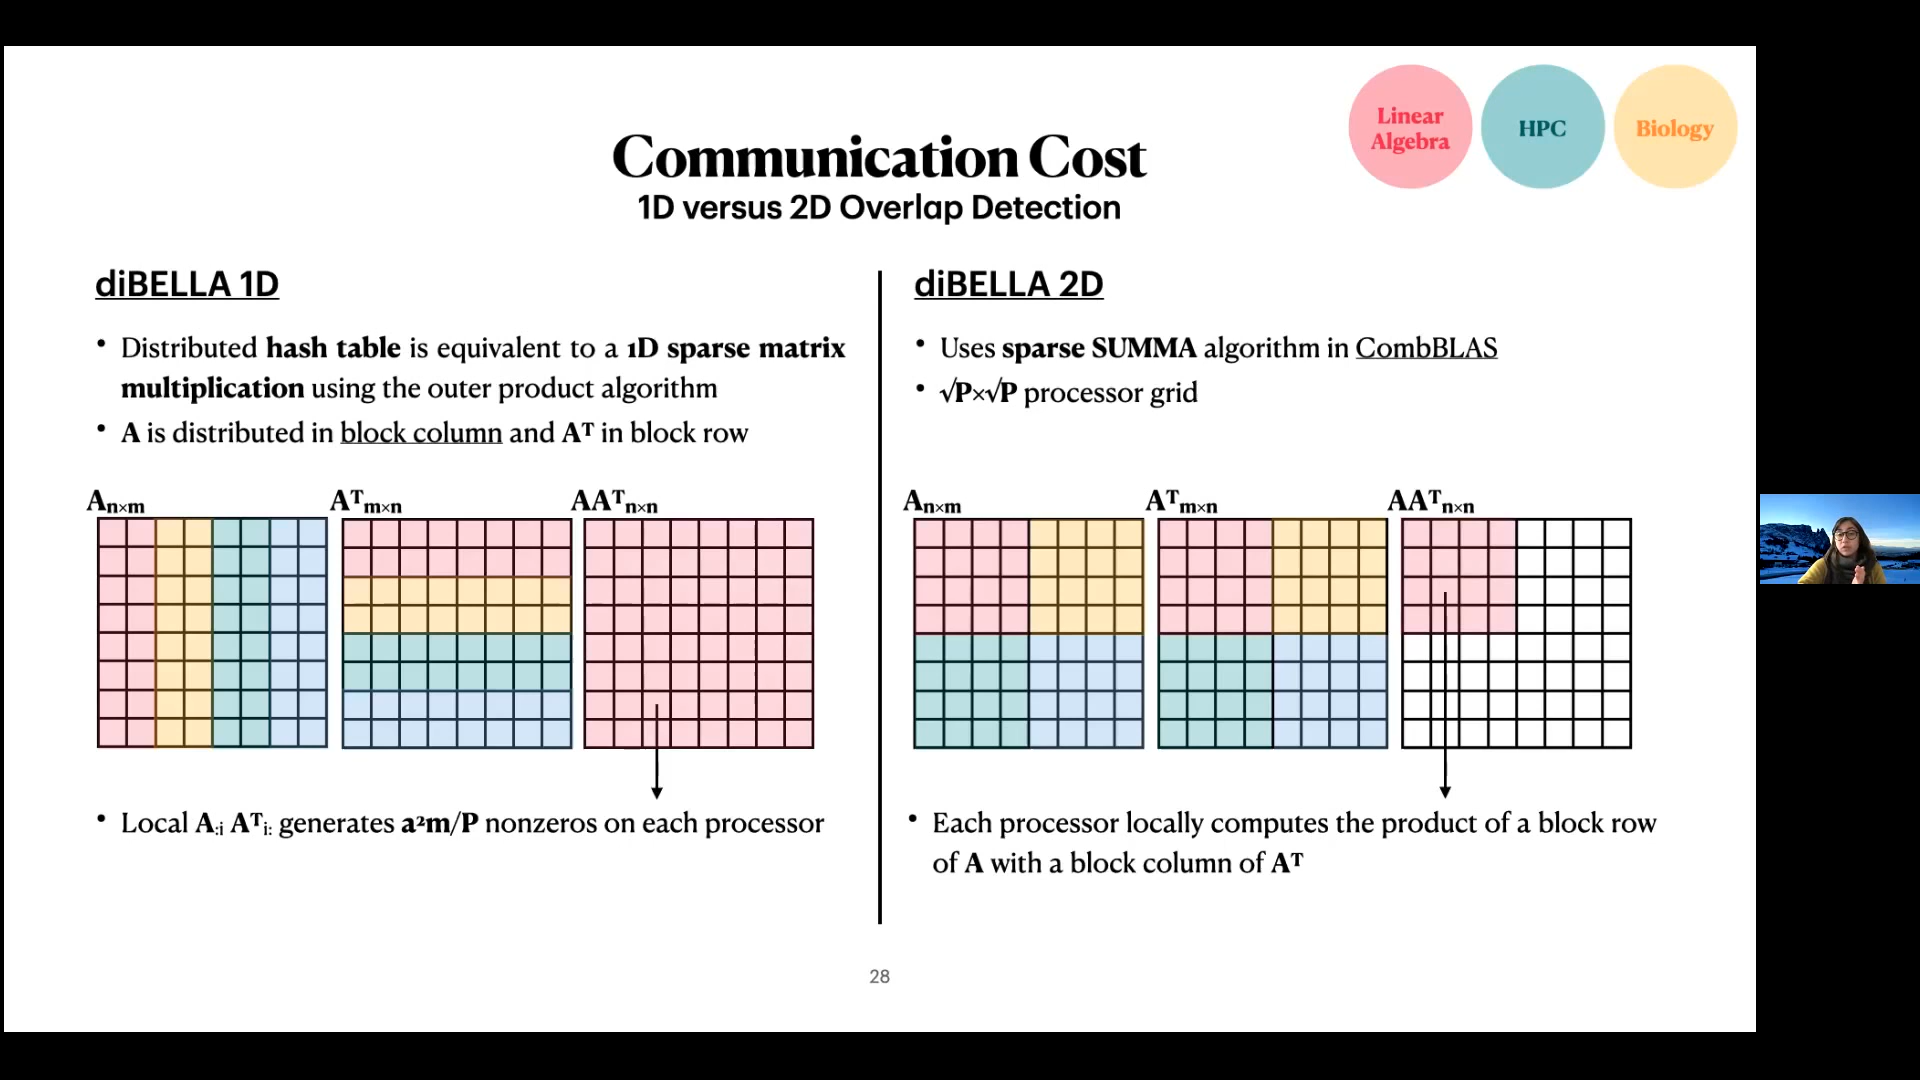 Linear
Algebra
HPC
Biology
Communication Cost
1D versus 2D Overlap Detection
diBELLA 1D
• Distributed hash table is equivalent to a 1D sparse matrix
multiplication using the outer product algorithm
• A is distributed in block column and Aᵀ in block row
Aₙₓₘ
Aᵀₘₓₙ
AAᵀₙₓₙ
• Local A:i Aᵀi: generates a²m/P nonzeros on each processor
diBELLA 2D
• Uses sparse SUMMA algorithm in CombBLAS
• √P×√P processor grid
Aₙₓₘ
Aᵀₘₓₙ
AAᵀₙₓₙ
• Each processor locally computes the product of a block row
of A with a block column of Aᵀ
28